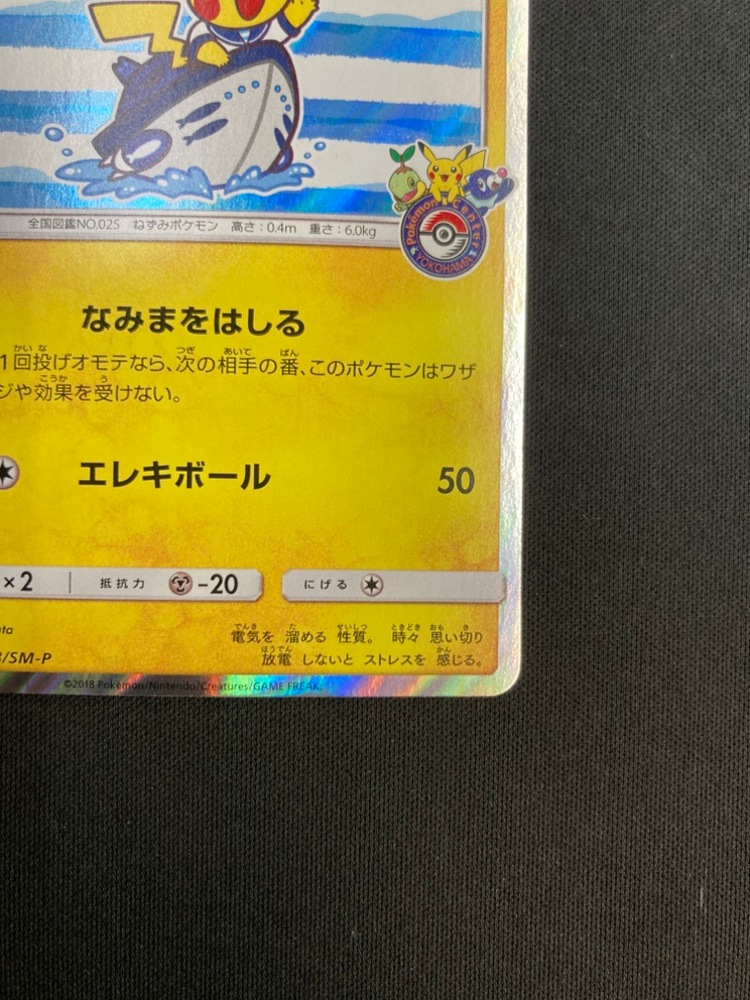 Pokémon Center
YOKOHAMA
全国図鑑NO.025 ねずみポケモン 高さ:0.4m 重さ:6.0kg
なみまをはしる
1回投げオモテなら、次の相手の番、このポケモンはワザ
ジや効果を受けない。
エレキボール 50
×2 抵抗力 -20 にげる
電気を 溜める 性質。 時々 思い切り
放電 しないと ストレスを 感じる。
/SM-P
©2018 Pokémon/Nintendo/Creatures/GAME FREAK.